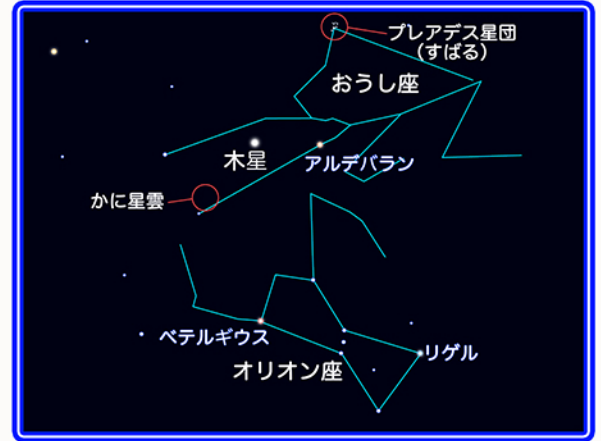 プレアデス星団
(すばる)
おうし座
木星
アルデバラン
かに星雲
ベテルギウス
リゲル
オリオン座